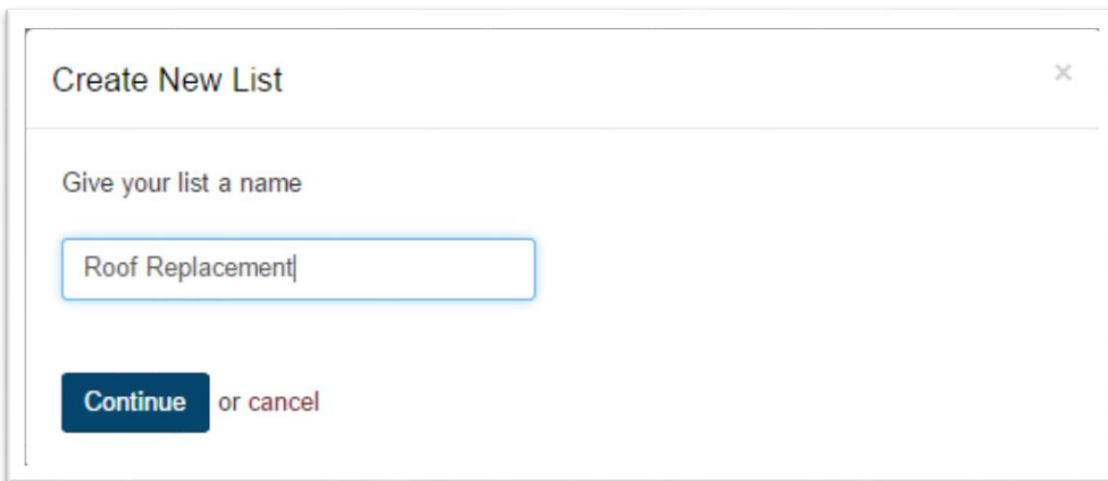 Create New List ×
Give your list a name
Roof Replacement
Continue or cancel